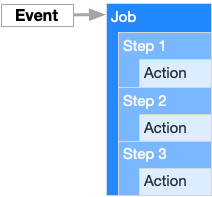 Event
Job
Step 1
Action
Step 2
Action
Step 3
Action